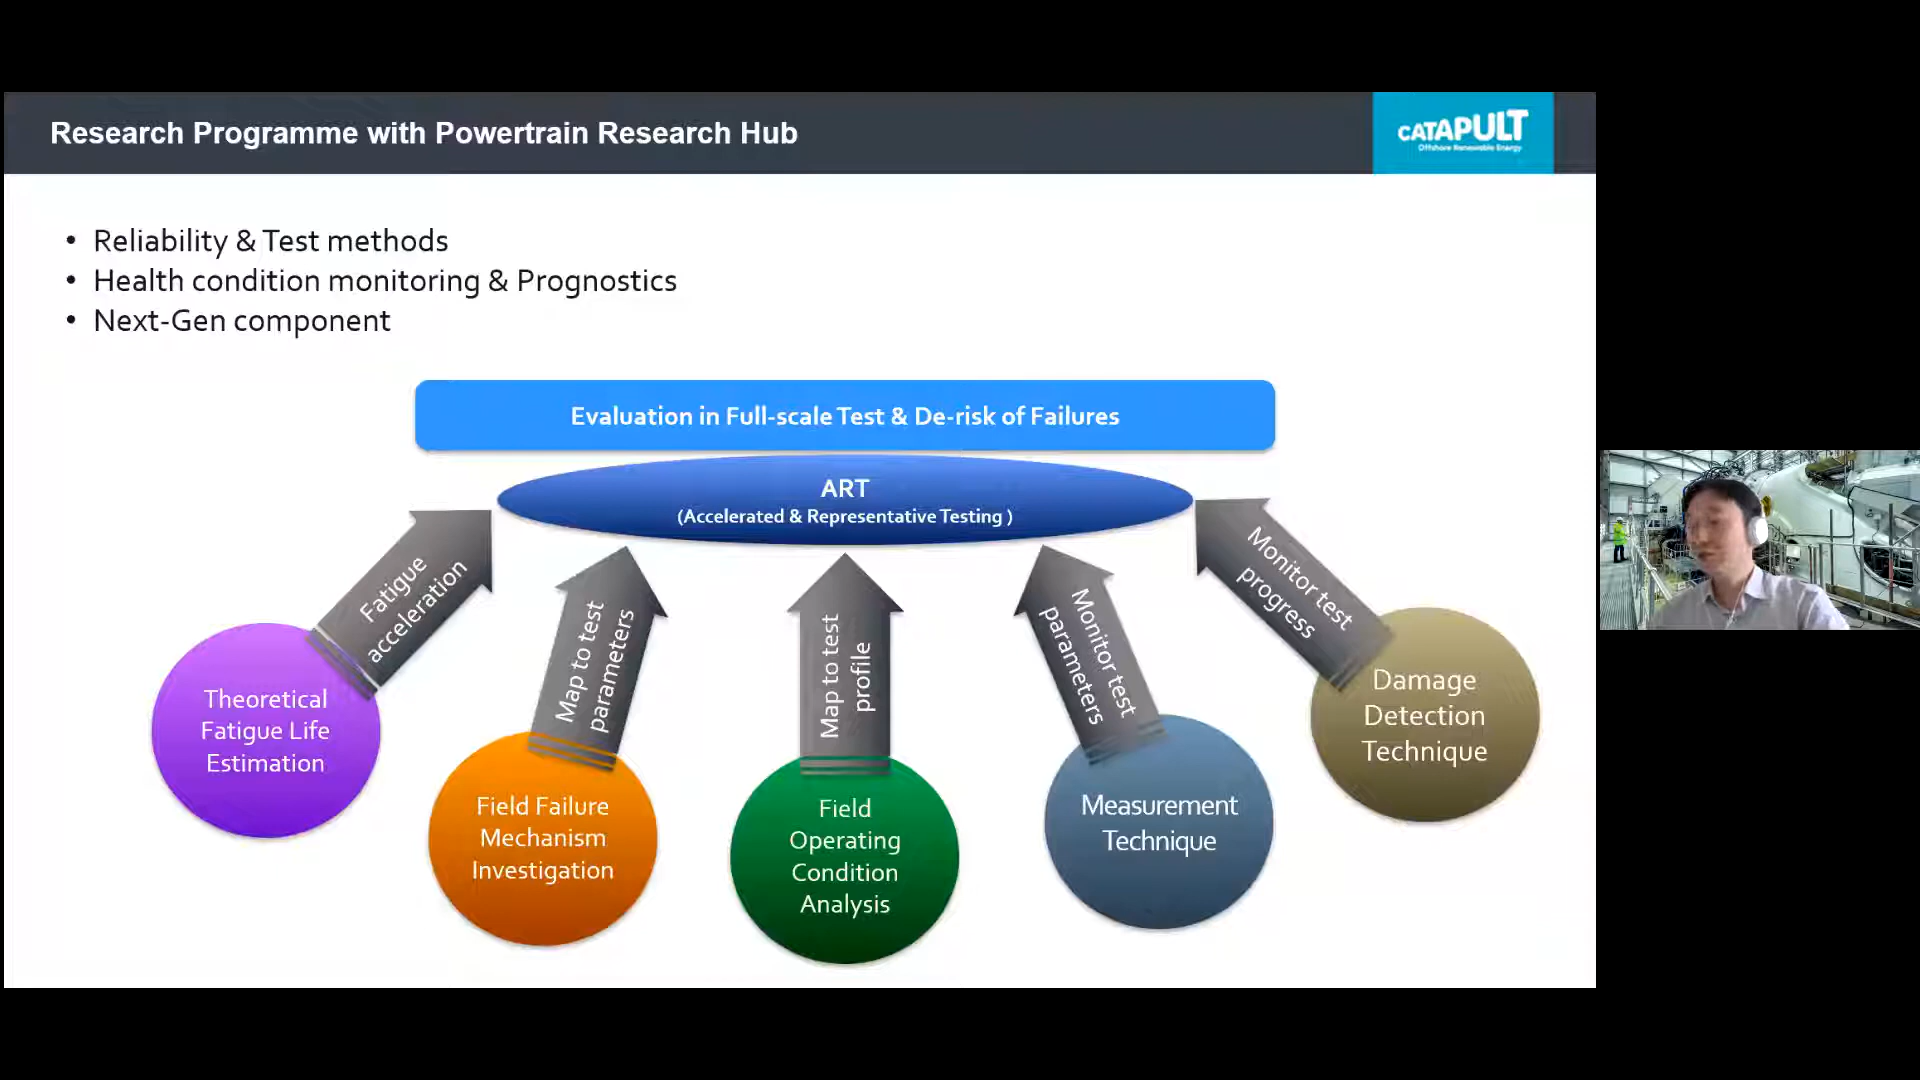 Research Programme with Powertrain Research Hub
CATAPULT
Offshore Renewable Energy
• Reliability & Test methods
• Health condition monitoring & Prognostics
• Next-Gen component
Evaluation in Full-scale Test & De-risk of Failures
ART
(Accelerated & Representative Testing )
Fatigue
acceleration
Map to test
parameters
Map to test
profile
Monitor test
parameters
Monitor test
progress
Theoretical
Fatigue Life
Estimation
Field Failure
Mechanism
Investigation
Field
Operating
Condition
Analysis
Measurement
Technique
Damage
Detection
Technique